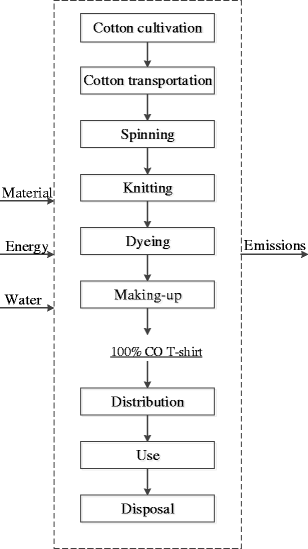 Cotton cultivation
Cotton transportation
Spinning
Material
Knitting
Energy
Dyeing
Emissions
Water
Making-up
100% CO T-shirt
Distribution
Use
Disposal